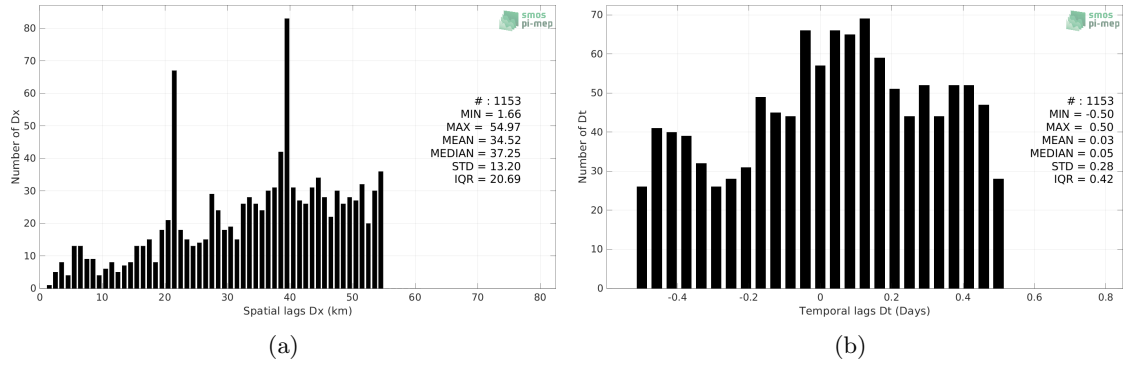 smos
pi-mep
80
70
60
50
40
30
20
10
0
Number of Dx
# : 1153
MIN = 1.66
MAX = 54.97
MEAN = 34.52
MEDIAN = 37.25
STD = 13.20
IQR = 20.69
0 10 20 30 40 50 60 70 80
Spatial lags Dx (km)
(a)
smos
pi-mep
70
60
50
40
30
20
10
0
Number of Dt
# : 1153
MIN = -0.50
MAX = 0.50
MEAN = 0.03
MEDIAN = 0.05
STD = 0.28
IQR = 0.42
-0.4 -0.2 0 0.2 0.4 0.6 0.8
Temporal lags Dt (Days)
(b)